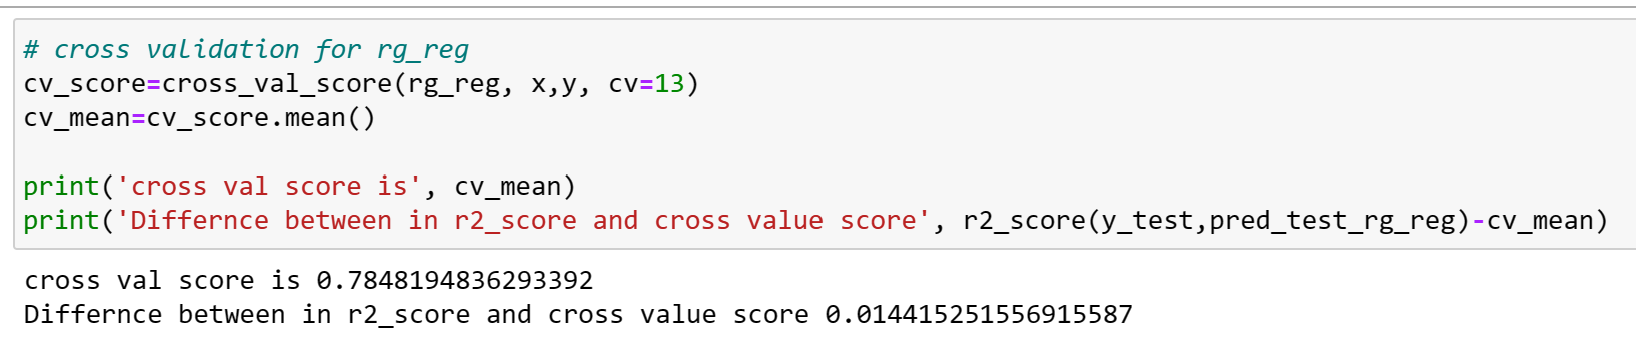 # cross validation for rg_reg
cv_score=cross_val_score(rg_reg, x,y, cv=13)
cv_mean=cv_score.mean()
print('cross val score is', cv_mean)
print('Differnce between in r2_score and cross value score', r2_score(y_test,pred_test_rg_reg)-cv_mean)
cross val score is 0.7848194836293392
Differnce between in r2_score and cross value score 0.014415251556915587